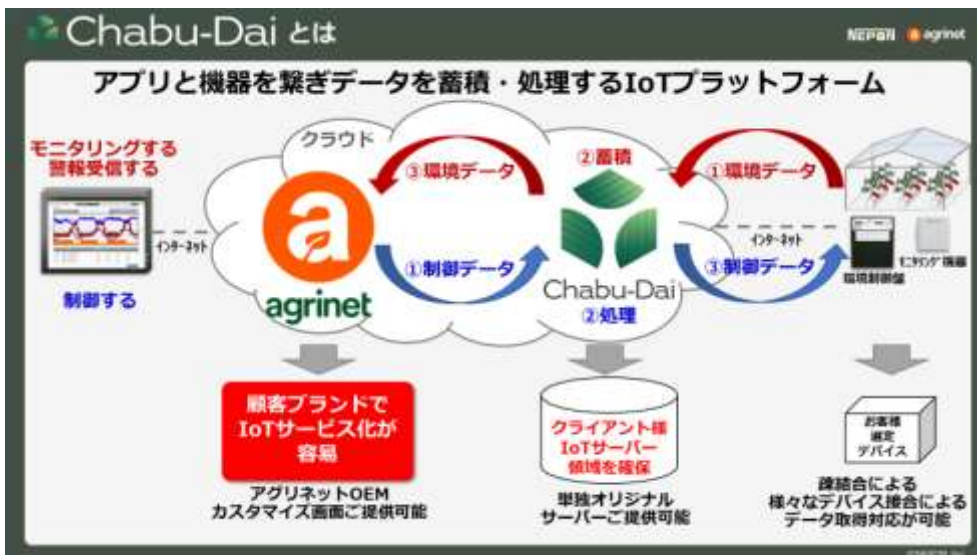 Chabu-Dai とは
NEPON agrinet
アプリと機器を繋ぎデータを蓄積・処理するIoTプラットフォーム
クラウド
モニタリングする
警報受信する
インターネット
制御する
③環境データ
a
agrinet
①制御データ
②蓄積
Chabu-Dai
②処理
①環境データ
インターネット
③制御データ
環境制御盤
モニタリング機器
顧客ブランドで
IoTサービス化が
容易
アグリネットOEM
カスタマイズ画面ご提供可能
クライアント様
IoTサーバー
領域を確保
単独オリジナル
サーバーご提供可能
お客様
選定
デバイス
疎結合による
様々なデバイス接合による
データ取得対応が可能